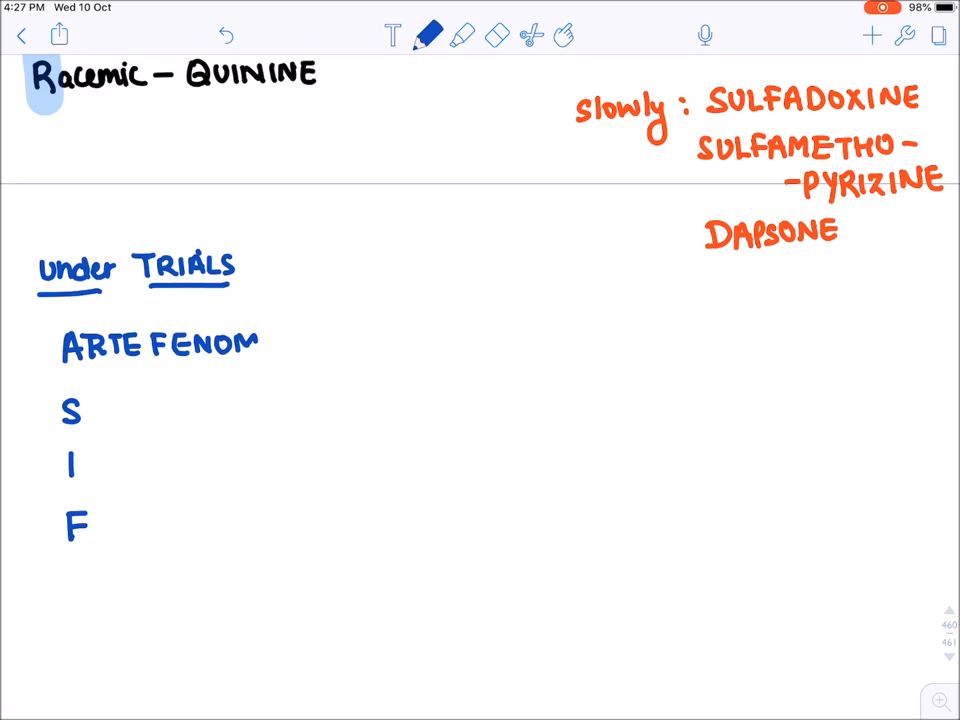 4:27 PM Wed 10 Oct
98%
T
Racemic - QUININE
Slowly : SULFADOXINE
SULFAMETHO -
-PYRIZINE
DAPSONE
under TRIALS
ARTEFENOM
S
I
F
460
461